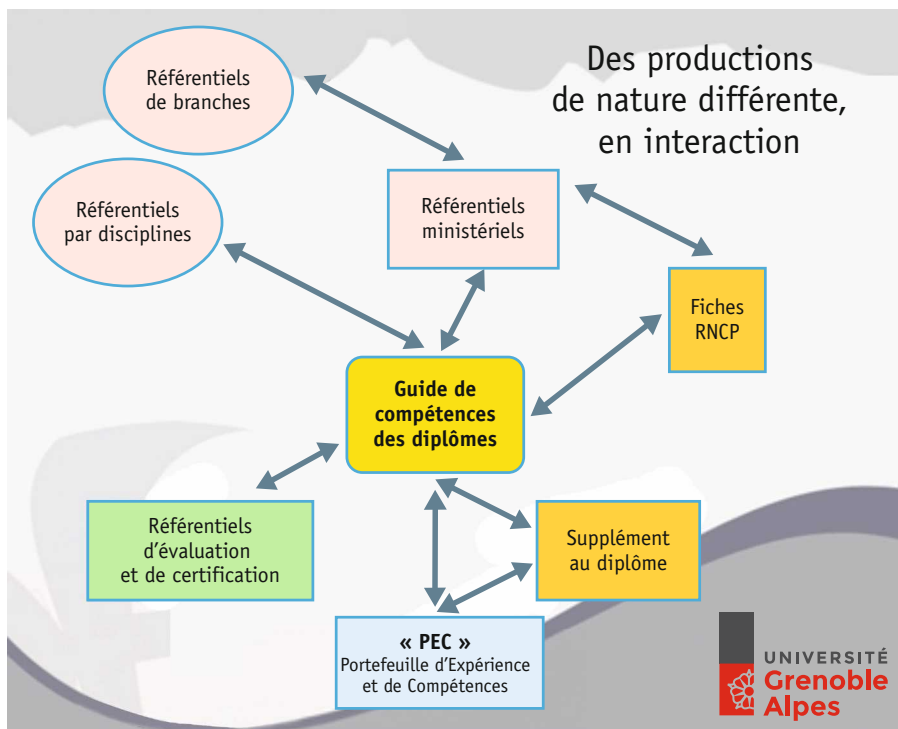 Des productions
de nature différente,
en interaction
Référentiels
de branches
Référentiels
par disciplines
Référentiels
ministériels
Fiches
RNCP
Guide de
compétences
des diplômes
Référentiels
d'évaluation
et de certification
Supplément
au diplôme
« PEC »
Portefeuille d'Expérience
et de Compétences
UNIVERSITÉ
Grenoble
Alpes